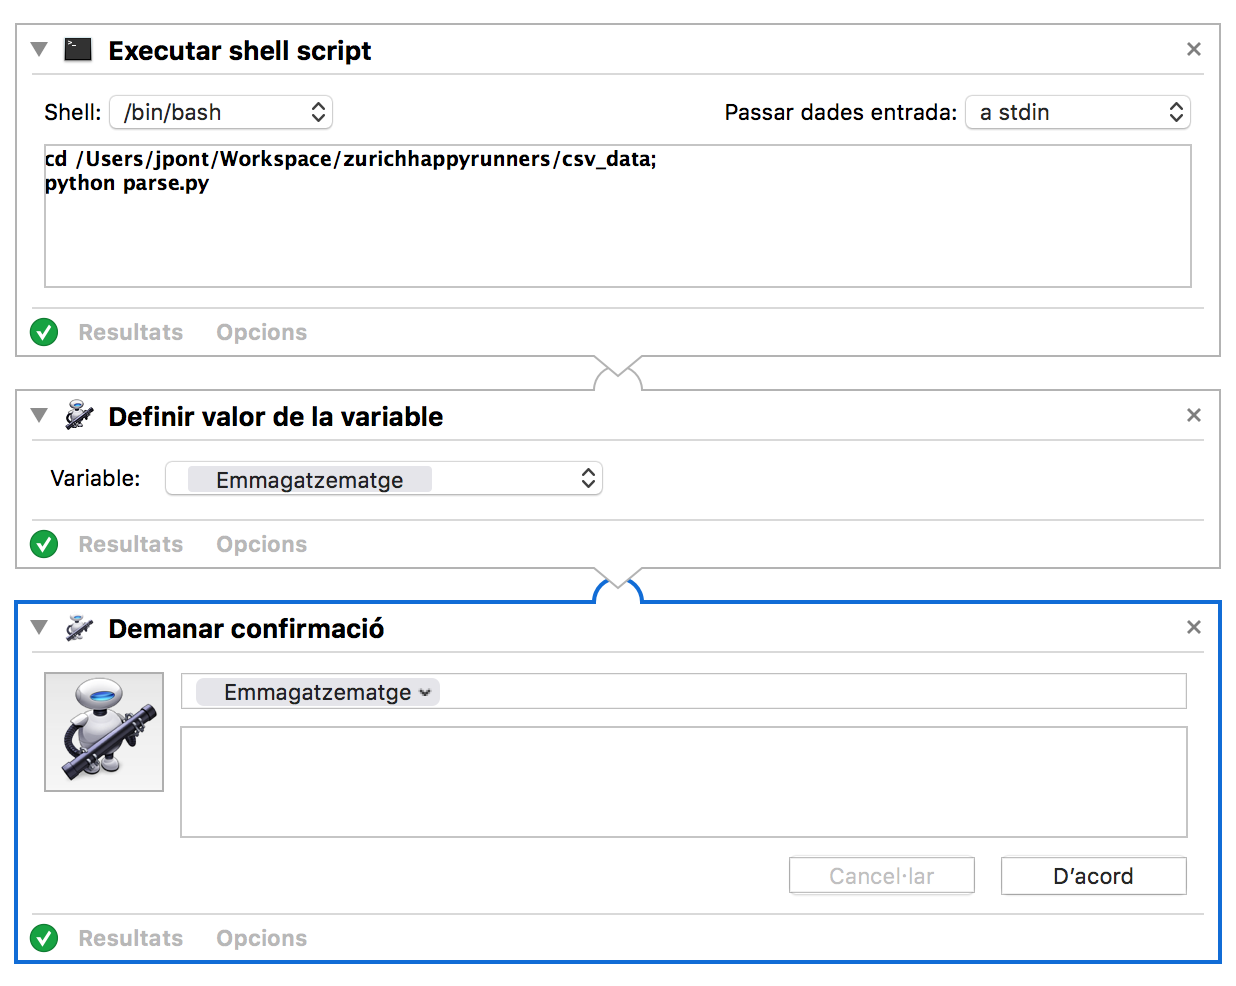 Executar shell script
Shell: /bin/bash Passar dades entrada: a stdin
cd /Users/jpont/Workspace/zurichhappyrunners/csv_data;
python parse.py
Resultats Opcions
Definir valor de la variable
Variable: Emmagatzematge
Resultats Opcions
Demanar confirmació
Emmagatzematge
Cancel·lar D'acord
Resultats Opcions